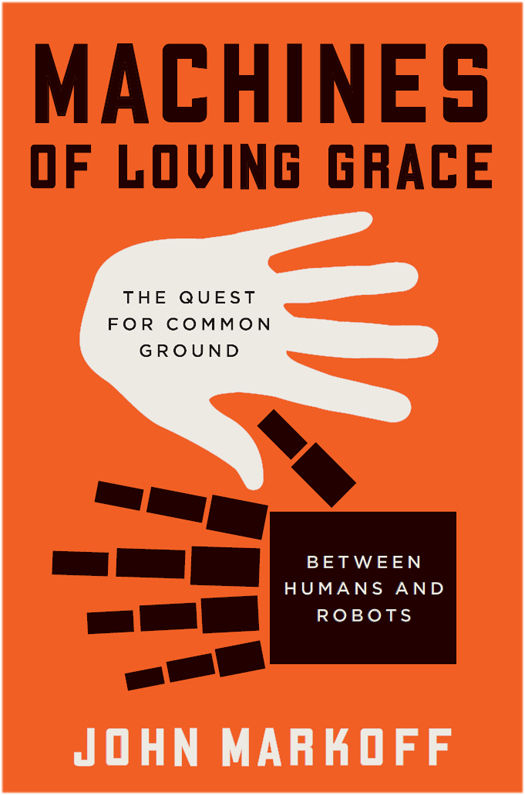 MACHINES
OF LOVING GRACE
THE QUEST
FOR COMMON
GROUND
BETWEEN
HUMANS AND
ROBOTS
JOHN MARKOFF